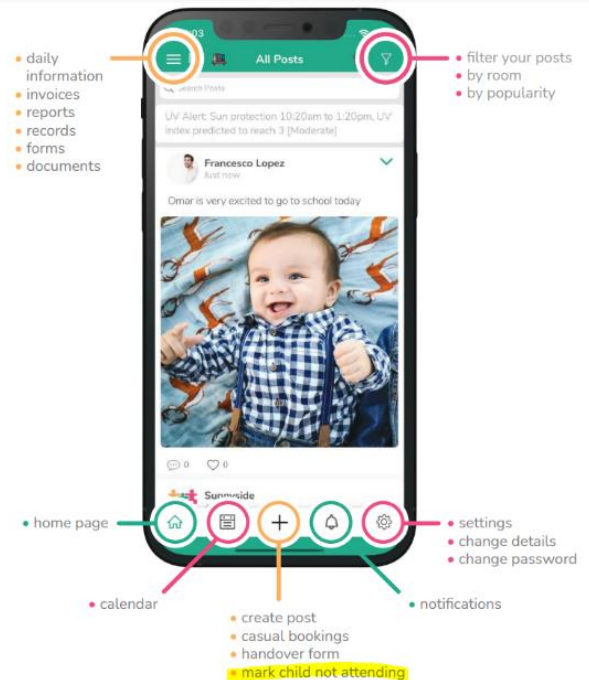 daily
information
invoices
reports
records
forms
documents
filter your posts
by room
by popularity
03
All Posts
Search Posts
UV Alert: Sun protection 10:20am to 1:20pm, UV
Index predicted to reach 3 [Moderate]
Francesco Lopez
Just now
Omar is very excited to go to school today
0 0
Sunnyside
home page
settings
change details
change password
calendar
notifications
create post
casual bookings
handover form
mark child not attending